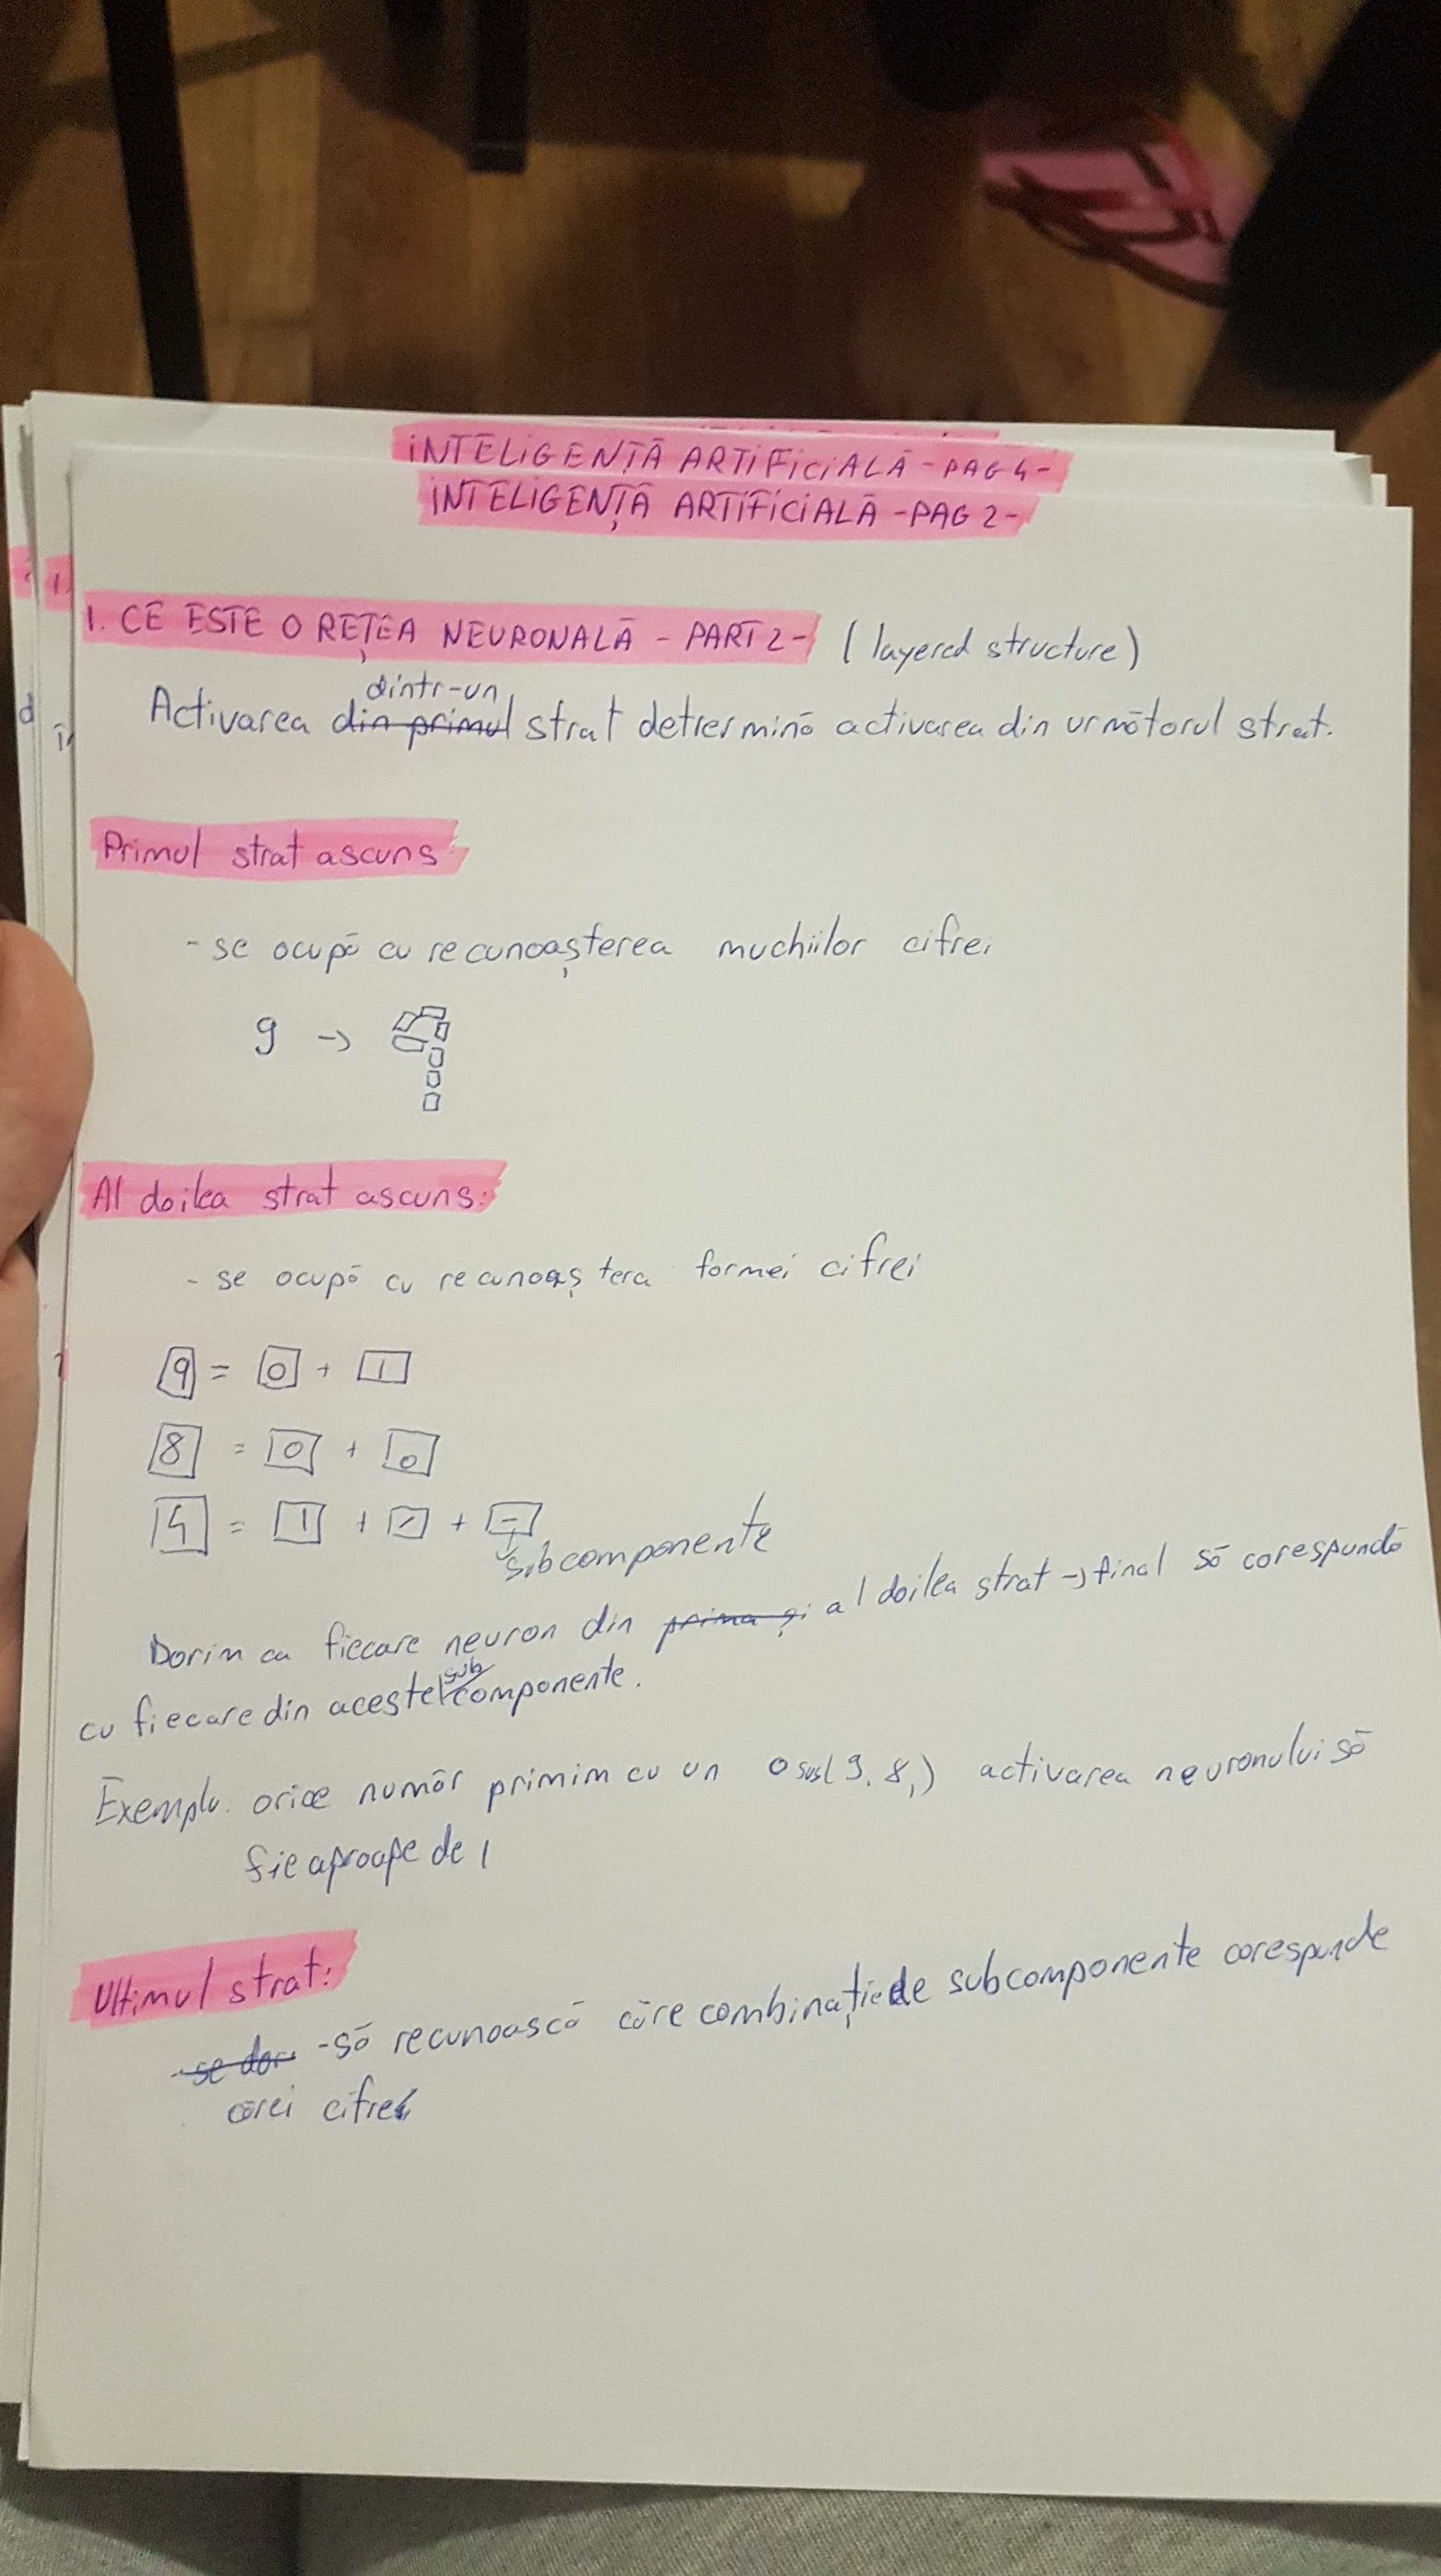 INTELIGENȚĂ ARTIFICIALĂ - PAG 4 -
INTELIGENȚĂ ARTIFICIALĂ - PAG 2 -
1. CE ESTE O REȚEA NEURONALĂ - PART 2 - (layered structure)
dintr-un
Activarea din primul strat determină activarea din următorul strat.
Primul strat ascuns
- se ocupă cu recunoașterea muchiilor cifrei
9 →
Al doilea strat ascuns:
- se ocupă cu recunoaștera formei cifrei
9 = 0 + 1
8 = 0 + 0
4 = 1 + / + -
subcomponente
Dorim ca fiecare neuron din prima și al doilea strat → final să corespundă
cu fiecare din acestel subcomponente.
Exemplu: orice număr primim cu un 0 sus (9, 8,) activarea neuronului să
fie aproape de 1
Ultimul strat:
- se dor - să recunoască căre combinație de subcomponente corespunde
cărei cifre